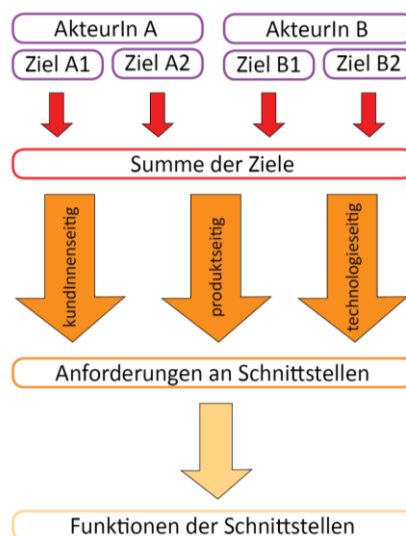 AkteurIn A
AkteurIn B
Ziel A1
Ziel A2
Ziel B1
Ziel B2
Summe der Ziele
kundInnenseitig
produktseitig
technologieseitig
Anforderungen an Schnittstellen
Funktionen der Schnittstellen